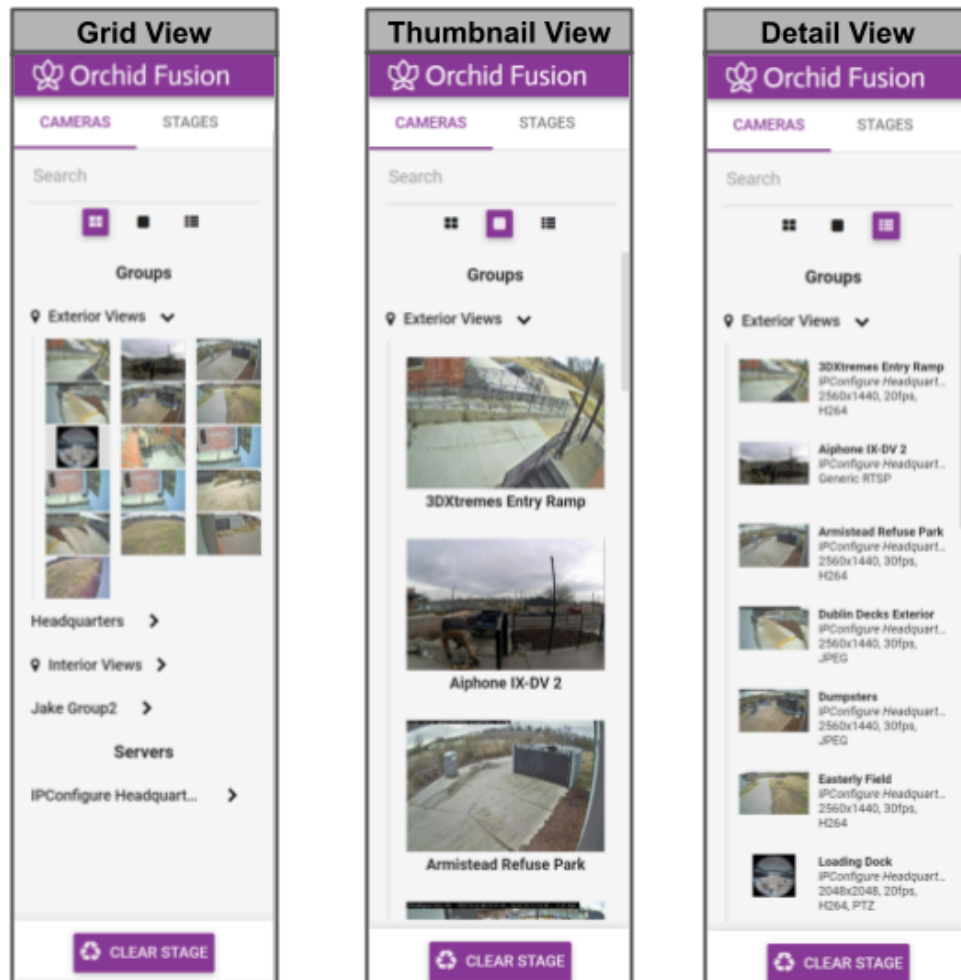 Grid View
Orchid Fusion
CAMERAS STAGES
Search
Groups
Exterior Views
Headquarters
Interior Views
Jake Group2
Servers
IPConfigure Headquart...
CLEAR STAGE
Thumbnail View
Orchid Fusion
CAMERAS STAGES
Search
Groups
Exterior Views
3DXtremes Entry Ramp
Aiphone IX-DV 2
Armistead Refuse Park
CLEAR STAGE
Detail View
Orchid Fusion
CAMERAS STAGES
Search
Groups
Exterior Views
3DXtremes Entry Ramp
IPConfigure Headquart...
2560x1440, 20fps,
H264
Aiphone IX-DV 2
IPConfigure Headquart...
Generic RTSP
Armistead Refuse Park
IPConfigure Headquart...
2560x1440, 30fps,
H264
Dublin Decks Exterior
IPConfigure Headquart...
2560x1440, 30fps,
JPEG
Dumpsters
IPConfigure Headquart...
2560x1440, 30fps,
JPEG
Easterly Field
IPConfigure Headquart...
2560x1440, 30fps,
H264
Loading Dock
IPConfigure Headquart...
2048x2048, 20fps,
H264, PTZ
CLEAR STAGE